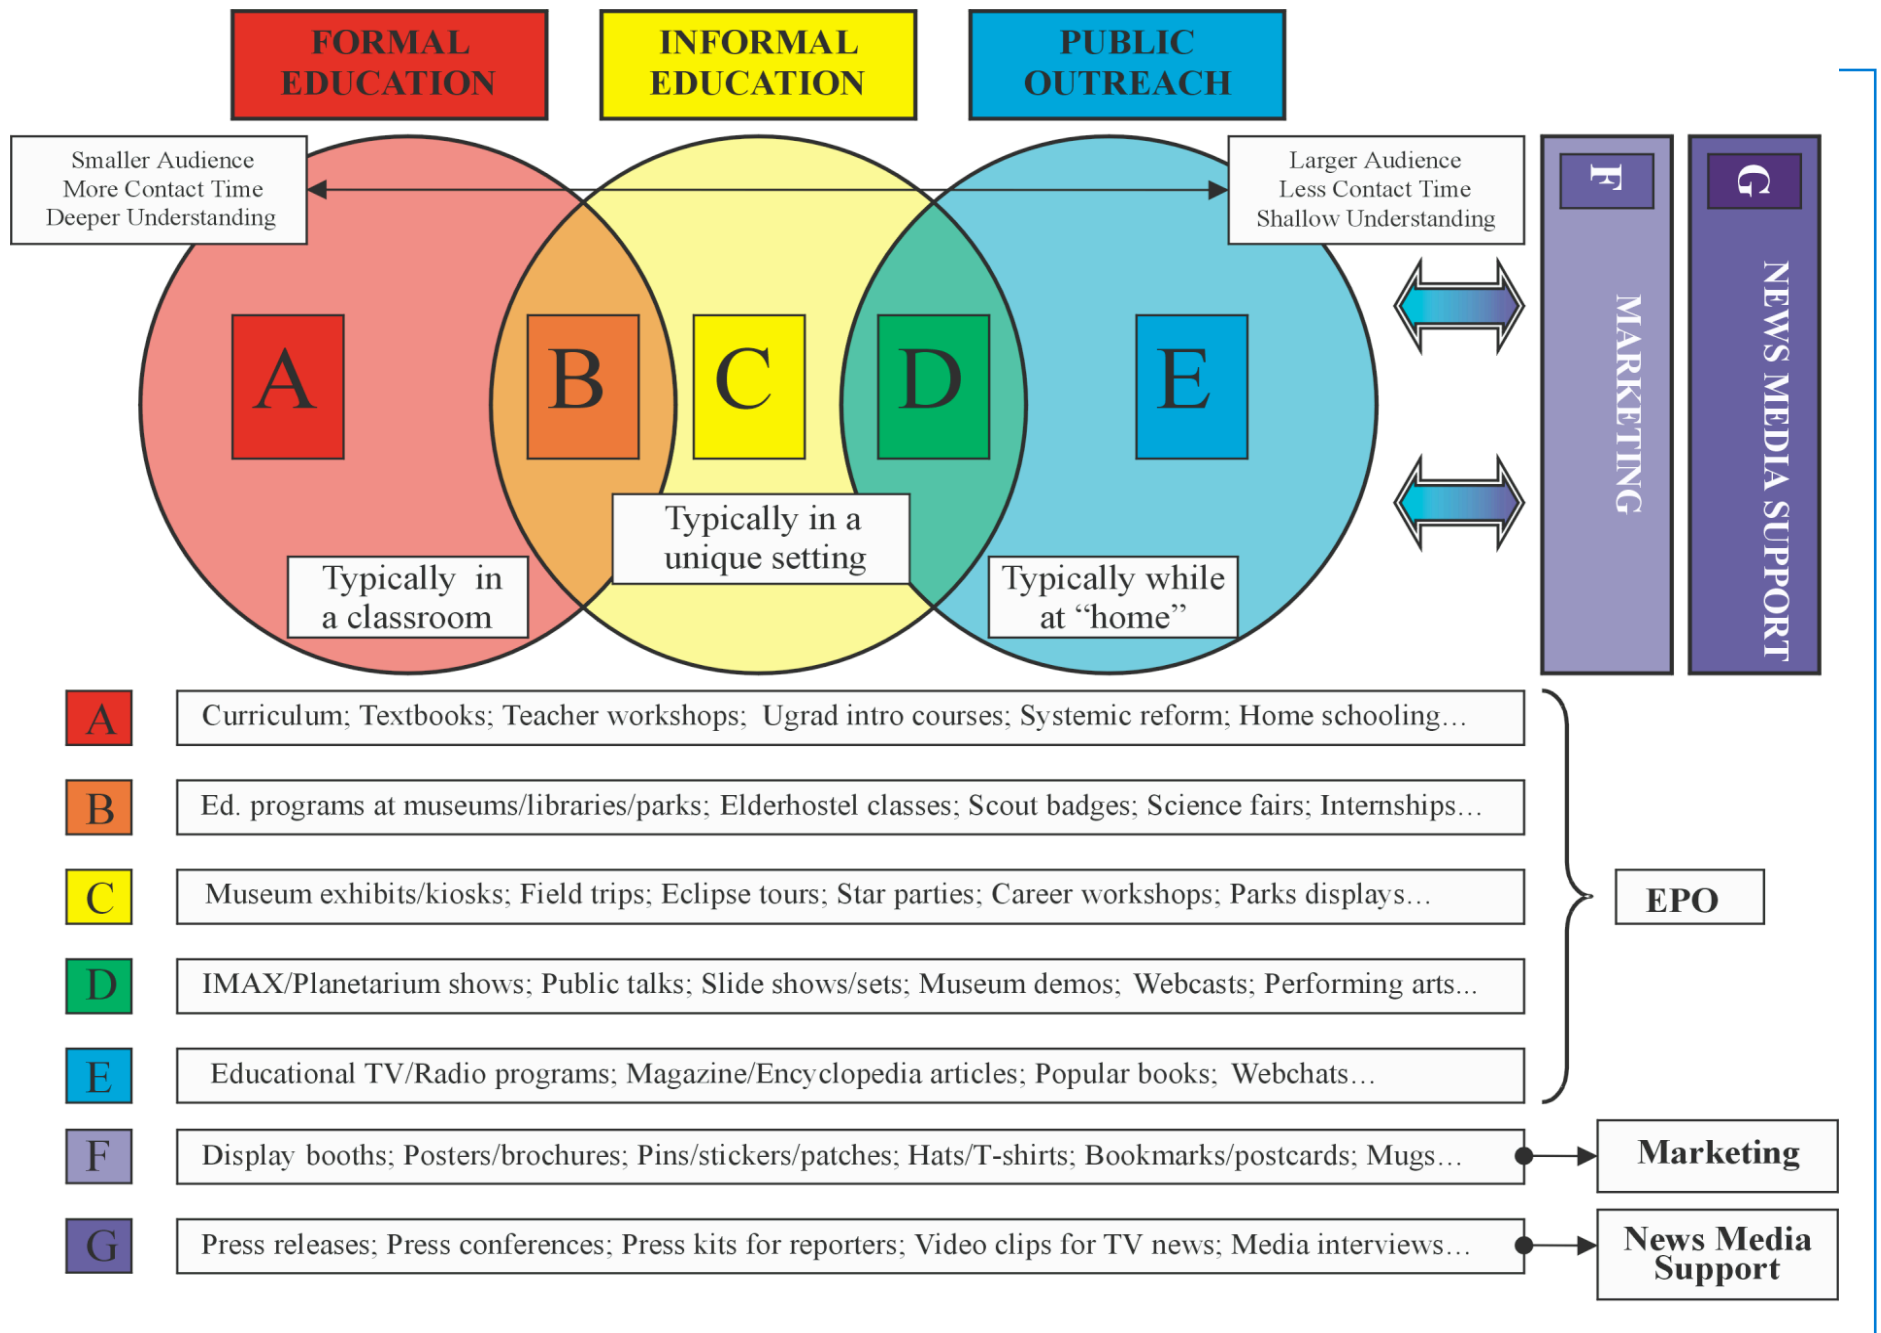 FORMAL
EDUCATION
INFORMAL
EDUCATION
PUBLIC
OUTREACH
Smaller Audience
More Contact Time
Deeper Understanding
Larger Audience
Less Contact Time
Shallow Understanding
F
MARKETING
G
NEWS MEDIA SUPPORT
A
B
C
D
E
Typically in
a classroom
Typically in a
unique setting
Typically while
at “home”
A
Curriculum; Textbooks; Teacher workshops; Ugrad intro courses; Systemic reform; Home schooling…
B
Ed. programs at museums/libraries/parks; Elderhostel classes; Scout badges; Science fairs; Internships…
C
Museum exhibits/kiosks; Field trips; Eclipse tours; Star parties; Career workshops; Parks displays…
D
IMAX/Planetarium shows; Public talks; Slide shows/sets; Museum demos; Webcasts; Performing arts...
E
Educational TV/Radio programs; Magazine/Encyclopedia articles; Popular books; Webchats…
EPO
F
Display booths; Posters/brochures; Pins/stickers/patches; Hats/T-shirts; Bookmarks/postcards; Mugs…
Marketing
G
Press releases; Press conferences; Press kits for reporters; Video clips for TV news; Media interviews…
News Media
Support